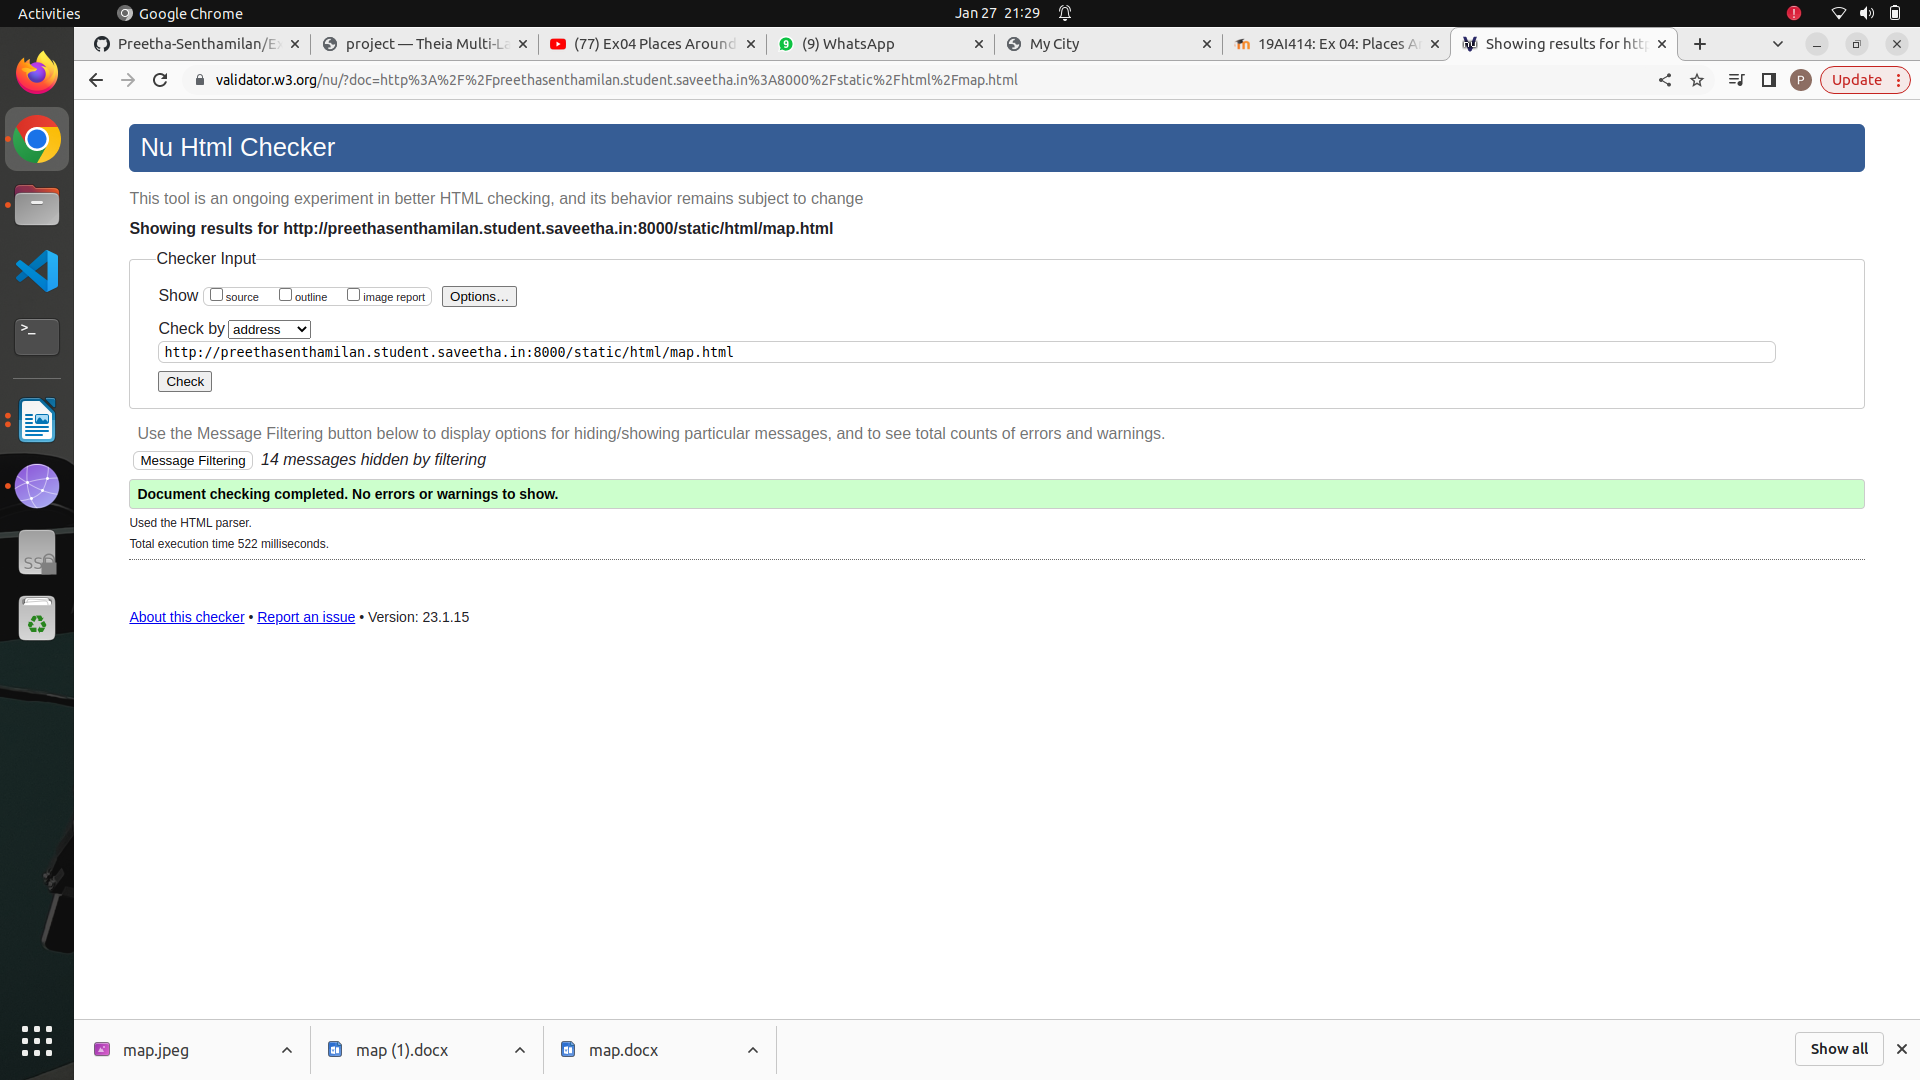 Activities
Google Chrome
Jan 27 21:29
Preetha-Senthamilan/Ex
project — Theia Multi-La
(77) Ex04 Places Around
(9) WhatsApp
My City
19AI414: Ex 04: Places Ar
Showing results for http
validator.w3.org/nu/?doc=http%3A%2F%2Fpreethasenthamilan.student.saveetha.in%3A8000%2Fstatic%2Fhtml%2Fmap.html
P
Update
Nu Html Checker
This tool is an ongoing experiment in better HTML checking, and its behavior remains subject to change
Showing results for http://preethasenthamilan.student.saveetha.in:8000/static/html/map.html
Checker Input
Show source outline image report Options...
Check by address
http://preethasenthamilan.student.saveetha.in:8000/static/html/map.html
Check
Use the Message Filtering button below to display options for hiding/showing particular messages, and to see total counts of errors and warnings.
Message Filtering 14 messages hidden by filtering
Document checking completed. No errors or warnings to show.
Used the HTML parser.
Total execution time 522 milliseconds.
About this checker • Report an issue • Version: 23.1.15
map.jpeg
map (1).docx
map.docx
Show all